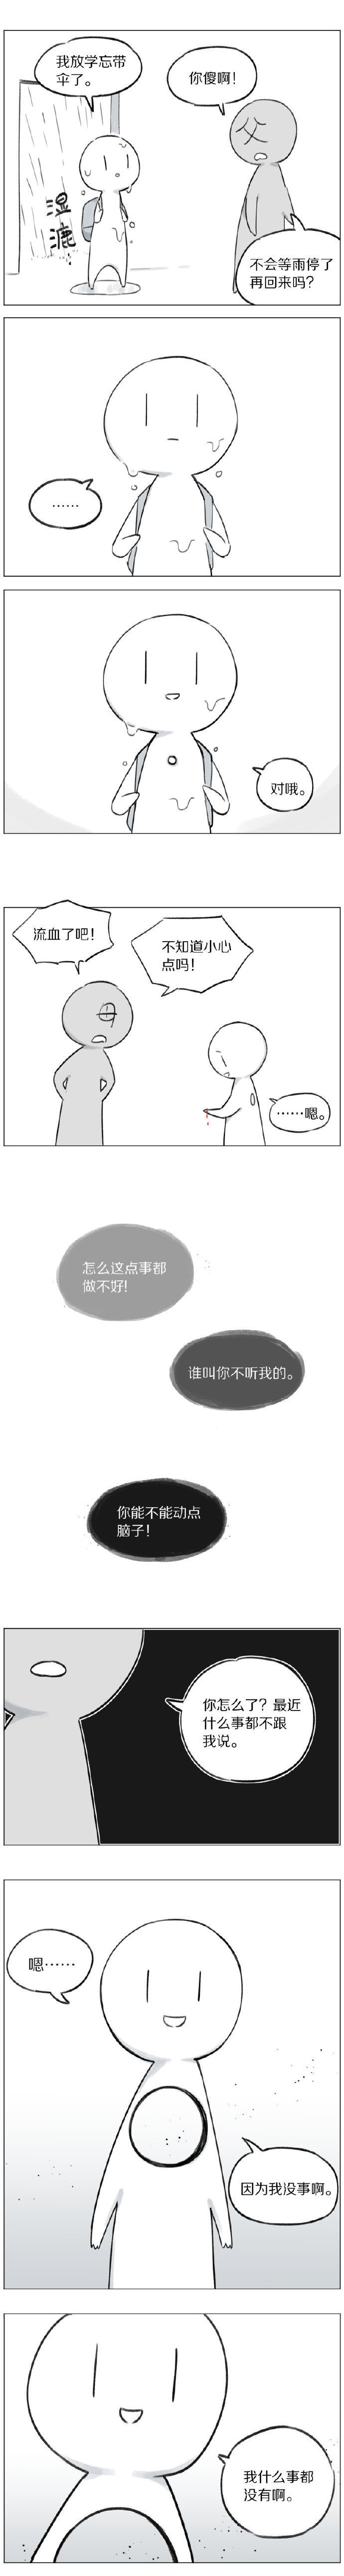 我放学忘带
伞了。
你傻啊！
父
湿
漉
不会等雨停了
再回来吗？
……
对哦。
流血了吧！
不知道小心
点吗！
母
……嗯。
怎么这点事都
做不好！
谁叫你不听我的。
你能不能动点
脑子！
你怎么了？最近
什么事都不跟
我说。
嗯……
因为我没事啊。
我什么事都
没有啊。